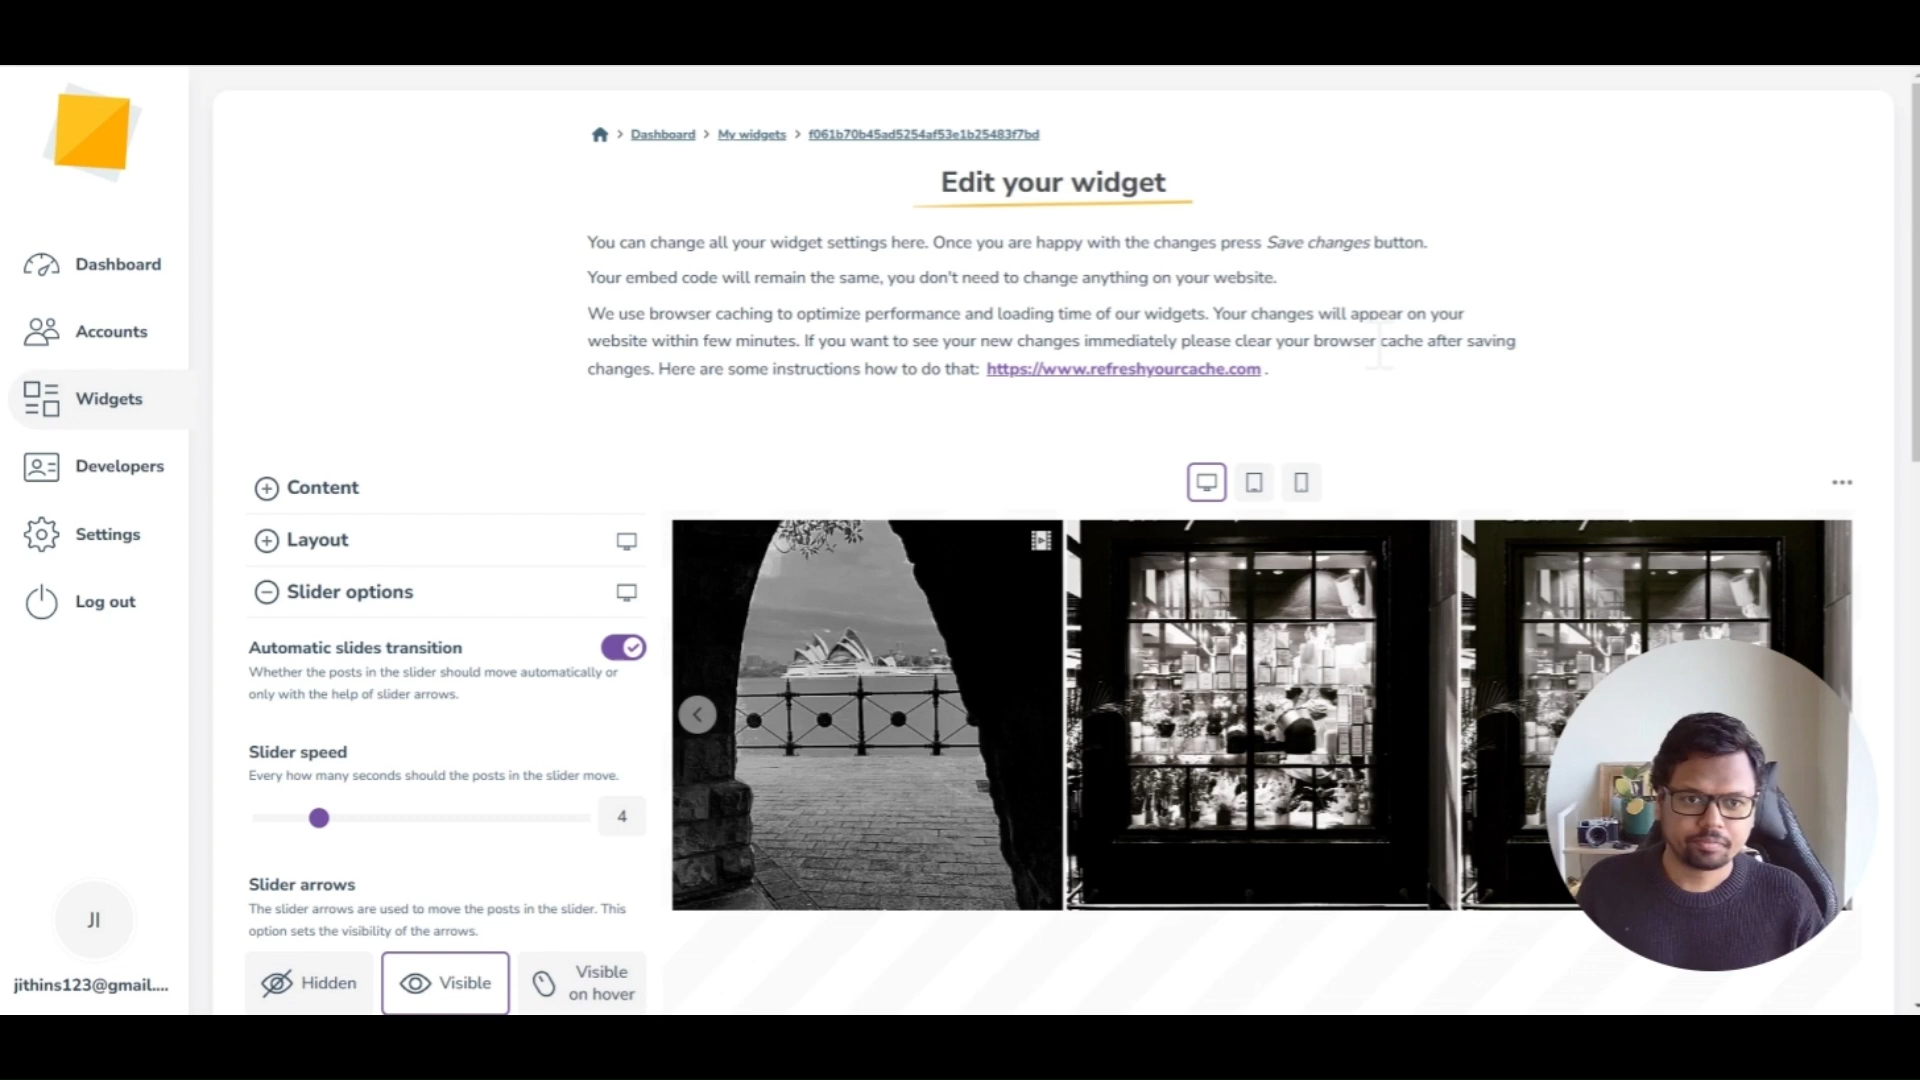 Dashboard > My widgets > f061b70b45ad5254af53e1b25483f7bd
Edit your widget
You can change all your widget settings here. Once you are happy with the changes press Save changes button.
Your embed code will remain the same, you don't need to change anything on your website.
We use browser caching to optimize performance and loading time of our widgets. Your changes will appear on your
website within few minutes. If you want to see your new changes immediately please clear your browser cache after saving
changes. Here are some instructions how to do that: https://www.refreshyourcache.com .
Dashboard
Accounts
Widgets
Developers
Settings
Log out
JI
jithins123@gmail....
Content
Layout
Slider options
Automatic slides transition
Whether the posts in the slider should move automatically or
only with the help of slider arrows.
Slider speed
Every how many seconds should the posts in the slider move.
4
Slider arrows
The slider arrows are used to move the posts in the slider. This
option sets the visibility of the arrows.
Hidden
Visible
Visible
on hover